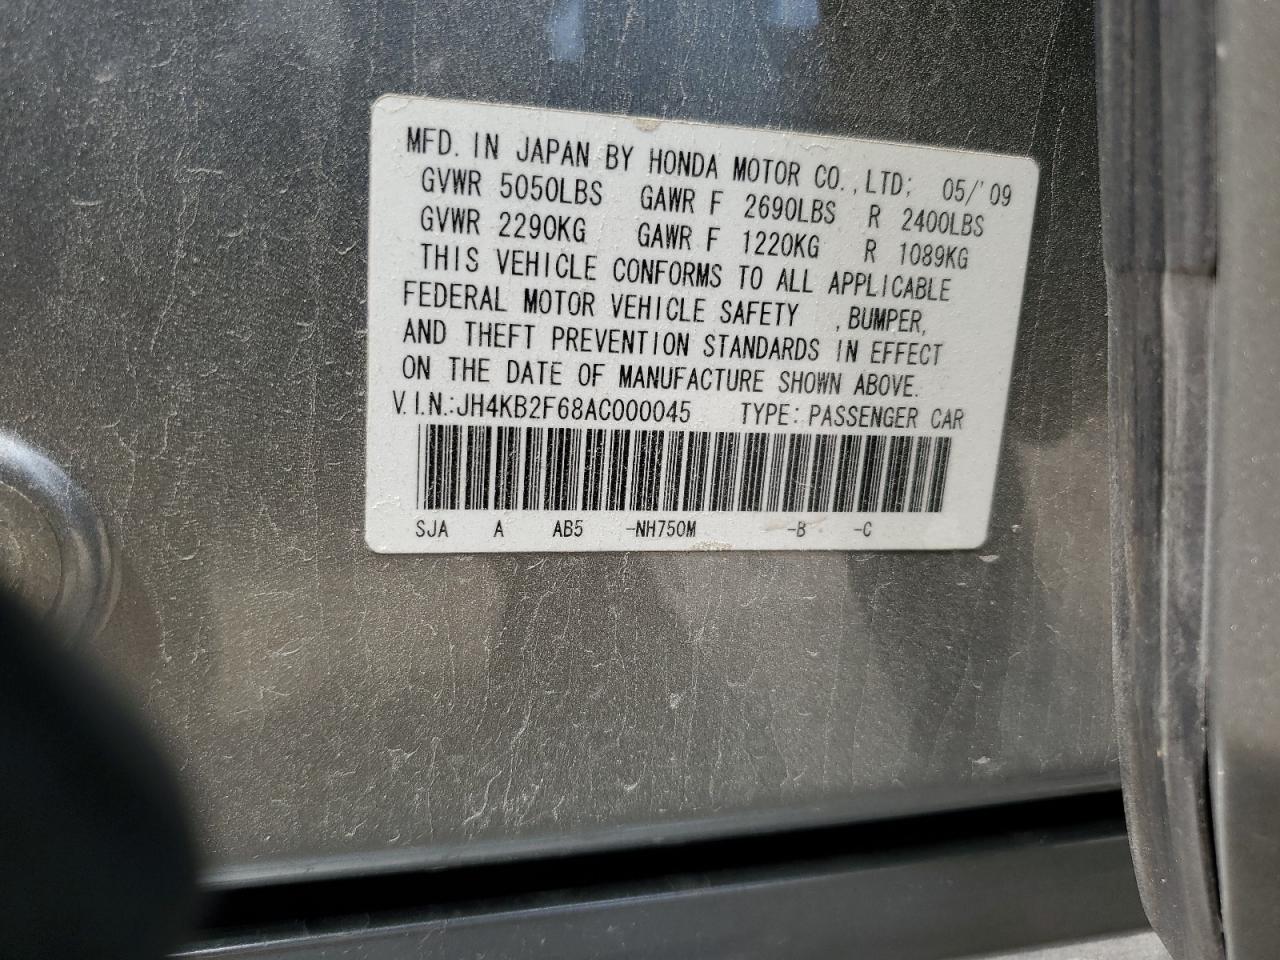 MFD. IN JAPAN BY HONDA MOTOR CO., LTD; 05/'09
GVWR 5050LBS GAWR F 2690LBS R 2400LBS
GVWR 2290KG GAWR F 1220KG R 1089KG
THIS VEHICLE CONFORMS TO ALL APPLICABLE
FEDERAL MOTOR VEHICLE SAFETY , BUMPER,
AND THEFT PREVENTION STANDARDS IN EFFECT
ON THE DATE OF MANUFACTURE SHOWN ABOVE.
V.I.N.:JH4KB2F68AC000045 TYPE: PASSENGER CAR
SJA A AB5 -NH750M -B -C